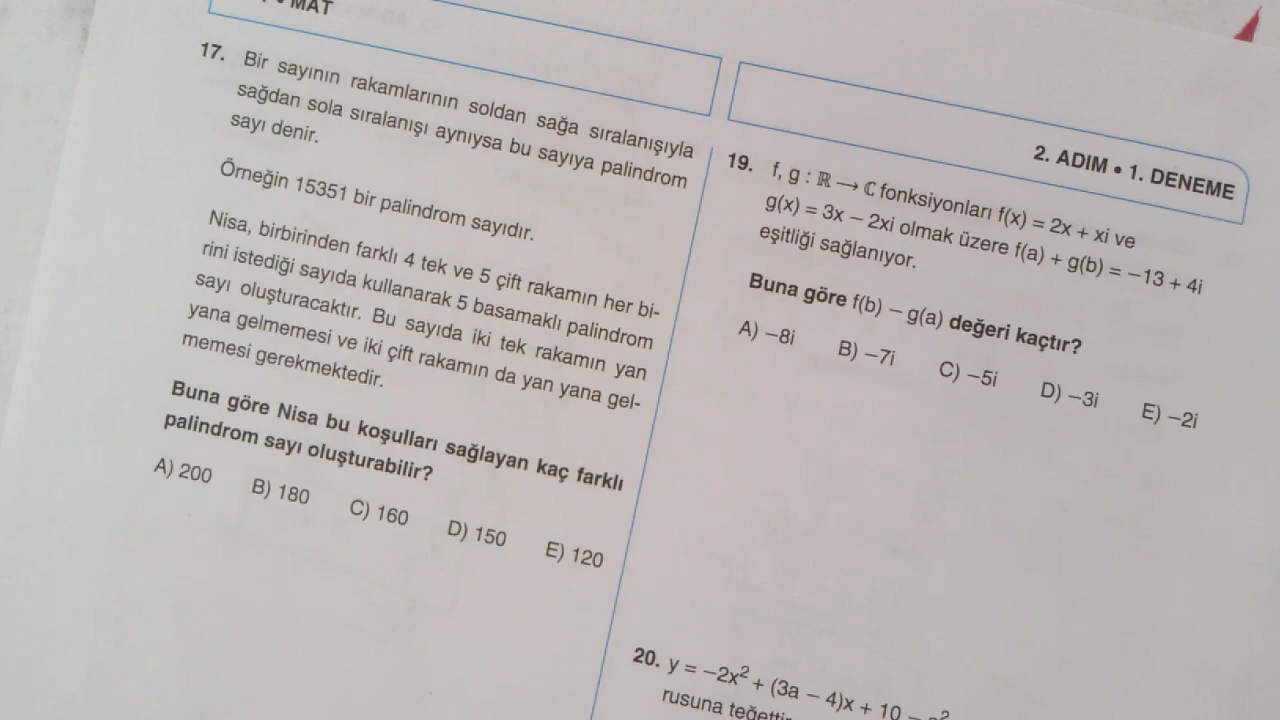 MAT
17. Bir sayının rakamlarının soldan sağa sıralanışıyla
sağdan sola sıralanışı aynıysa bu sayıya palindrom
sayı denir.
Örneğin 15351 bir palindrom sayıdır.
Nisa, birbirinden farklı 4 tek ve 5 çift rakamın her bi-
rini istediği sayıda kullanarak 5 basamaklı palindrom
sayı oluşturacaktır. Bu sayıda iki tek rakamın yan
yana gelmemesi ve iki çift rakamın da yan yana gel-
memesi gerekmektedir.
Buna göre Nisa bu koşulları sağlayan kaç farklı
palindrom sayı oluşturabilir?
A) 200 B) 180 C) 160 D) 150 E) 120
2. ADIM • 1. DENEME
19. f, g : ℝ → ℂ fonksiyonları f(x) = 2x + xi ve
g(x) = 3x – 2xi olmak üzere f(a) + g(b) = –13 + 4i
eşitliği sağlanıyor.
Buna göre f(b) – g(a) değeri kaçtır?
A) –8i B) –7i C) –5i D) –3i E) –2i
20. y = –2x² + (3a – 4)x + 10 –
rusuna